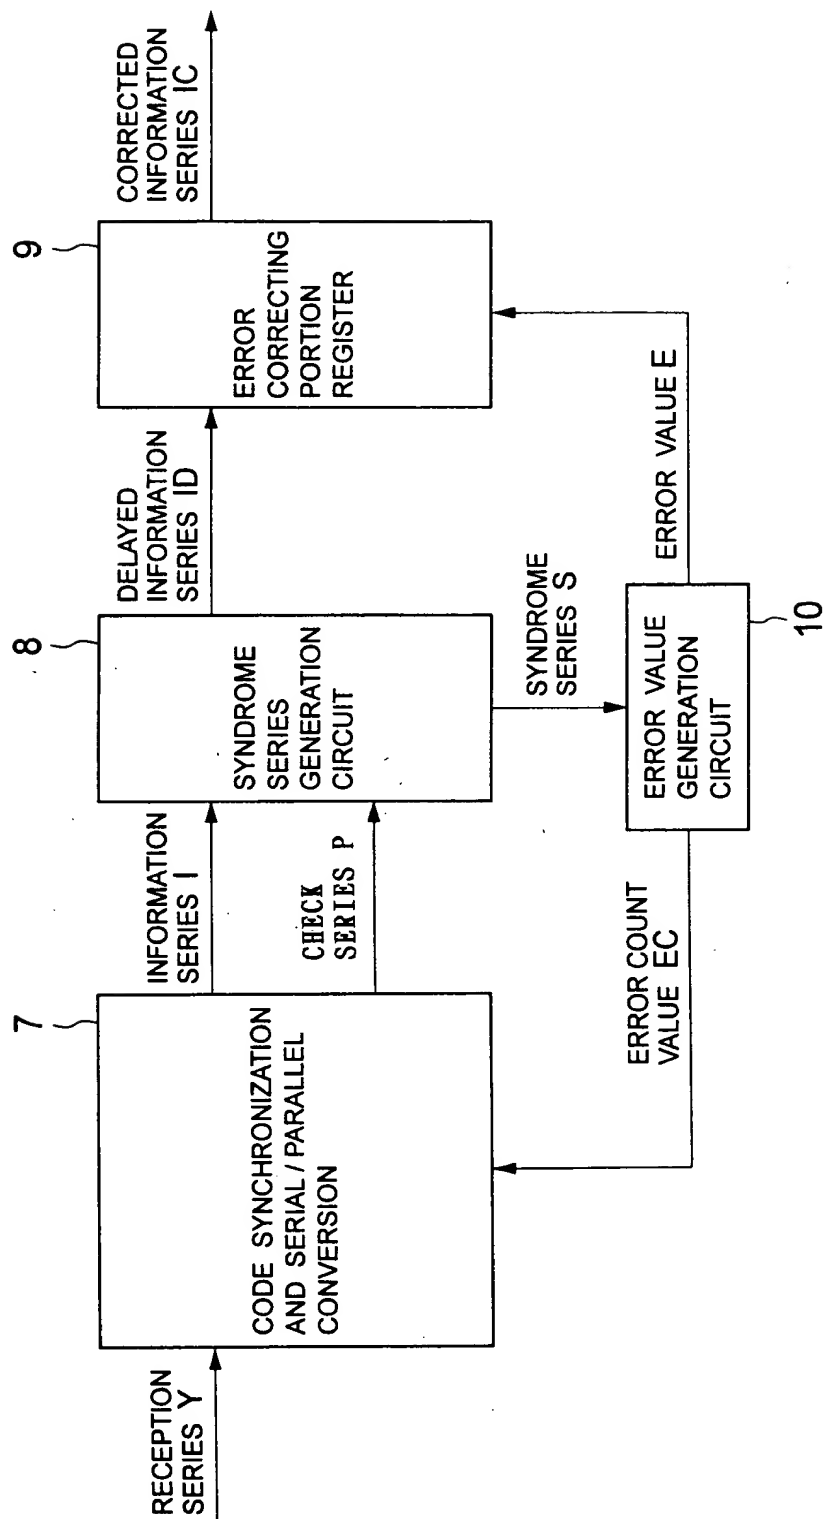 RECEPTION
SERIES Y
7
CODE SYNCHRONIZATION
AND SERIAL / PARALLEL
CONVERSION
INFORMATION
SERIES I
CHECK
SERIES P
8
SYNDROME
SERIES
GENERATION
CIRCUIT
DELAYED
INFORMATION
SERIES ID
9
ERROR
CORRECTING
PORTION
REGISTER
CORRECTED
INFORMATION
SERIES IC
ERROR COUNT
VALUE EC
SYNDROME
SERIES S
ERROR VALUE
GENERATION
CIRCUIT
10
ERROR VALUE E